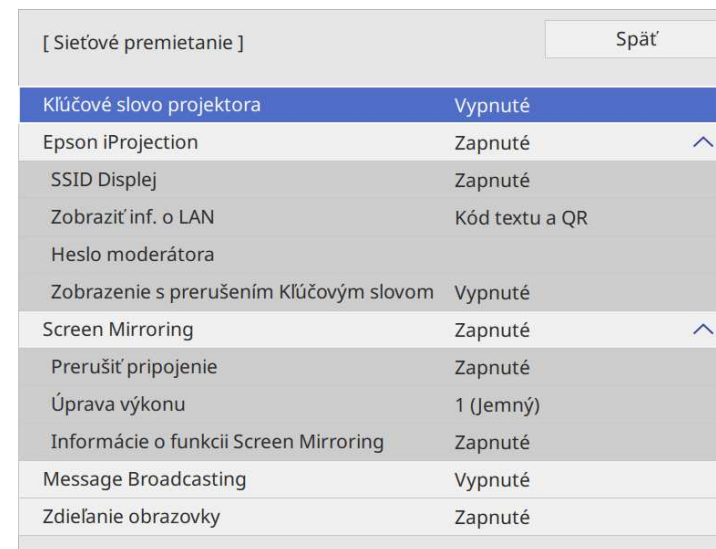 [ Sieťové premietanie ] Späť
Kľúčové slovo projektora Vypnuté
Epson iProjection Zapnuté
SSID Displej Zapnuté
Zobraziť inf. o LAN Kód textu a QR
Heslo moderátora
Zobrazenie s prerušením Kľúčovým slovom Vypnuté
Screen Mirroring Zapnuté
Prerušiť pripojenie Zapnuté
Úprava výkonu 1 (Jemný)
Informácie o funkcii Screen Mirroring Zapnuté
Message Broadcasting Vypnuté
Zdieľanie obrazovky Zapnuté